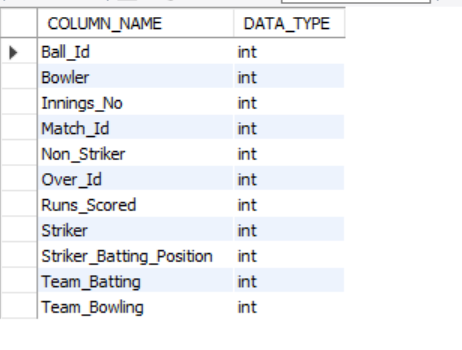 COLUMN_NAME DATA_TYPE
Ball_Id int
Bowler int
Innings_No int
Match_Id int
Non_Striker int
Over_Id int
Runs_Scored int
Striker int
Striker_Batting_Position int
Team_Batting int
Team_Bowling int